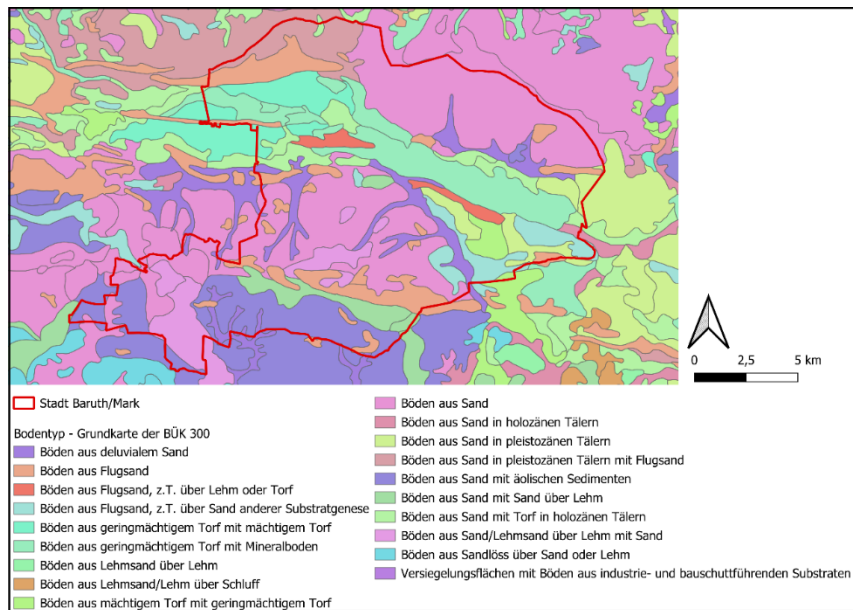 0 2,5 5 km
Stadt Baruth/Mark
Bodentyp - Grundkarte der BÜK 300
Böden aus deluvialem Sand
Böden aus Flugsand
Böden aus Flugsand, z.T. über Lehm oder Torf
Böden aus Flugsand, z.T. über Sand anderer Substratgenese
Böden aus geringmächtigem Torf mit mächtigem Torf
Böden aus geringmächtigem Torf mit Mineralboden
Böden aus Lehmsand über Lehm
Böden aus Lehmsand/Lehm über Schluff
Böden aus mächtigem Torf mit geringmächtigem Torf
Böden aus Sand
Böden aus Sand in holozänen Tälern
Böden aus Sand in pleistozänen Tälern
Böden aus Sand in pleistozänen Tälern mit Flugsand
Böden aus Sand mit äolischen Sedimenten
Böden aus Sand mit Sand über Lehm
Böden aus Sand mit Torf in holozänen Tälern
Böden aus Sand/Lehmsand über Lehm mit Sand
Böden aus Sandlöss über Sand oder Lehm
Versiegelungsflächen mit Böden aus industrie- und bauschuttführenden Substraten